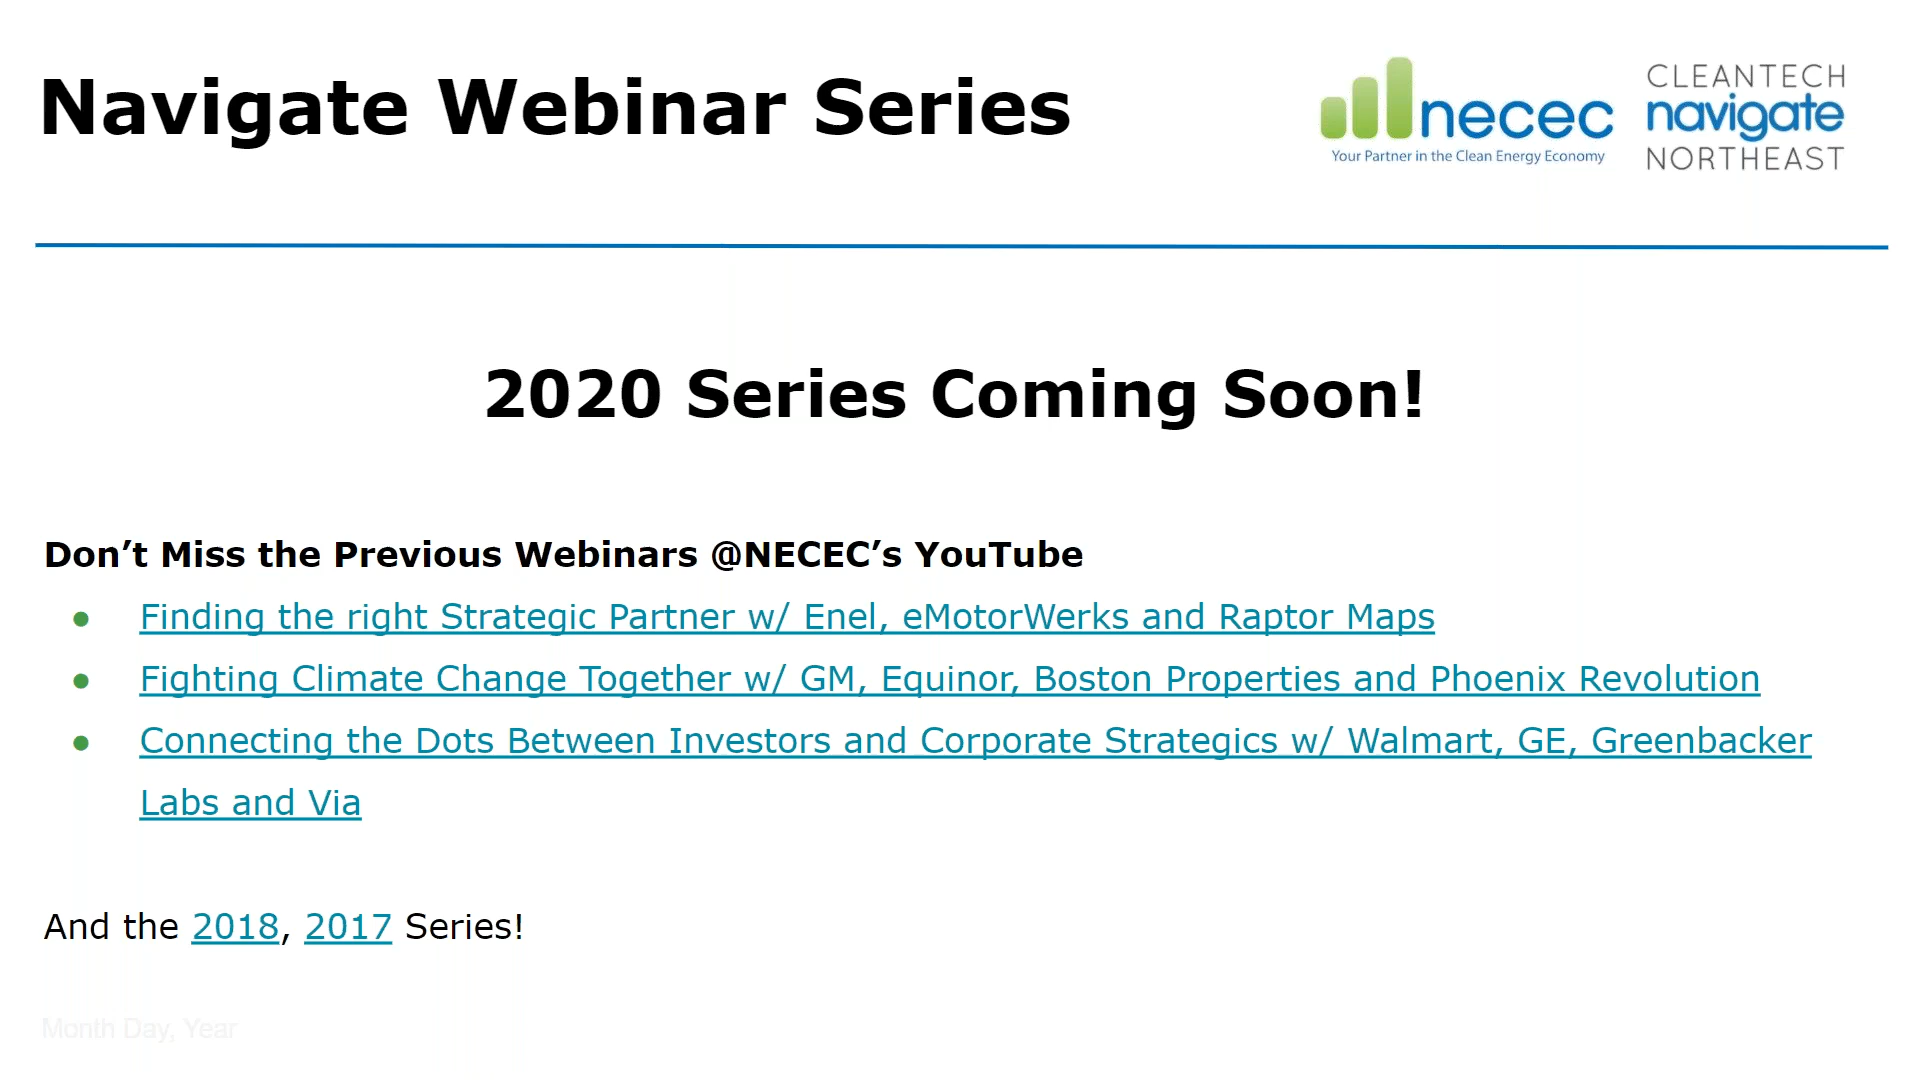 Navigate Webinar Series
necec
Your Partner in the Clean Energy Economy
CLEANTECH
navigate
NORTHEAST
2020 Series Coming Soon!
Don’t Miss the Previous Webinars @NECEC’s YouTube
● Finding the right Strategic Partner w/ Enel, eMotorWerks and Raptor Maps
● Fighting Climate Change Together w/ GM, Equinor, Boston Properties and Phoenix Revolution
● Connecting the Dots Between Investors and Corporate Strategics w/ Walmart, GE, Greenbacker
Labs and Via
And the 2018, 2017 Series!
Month Day, Year